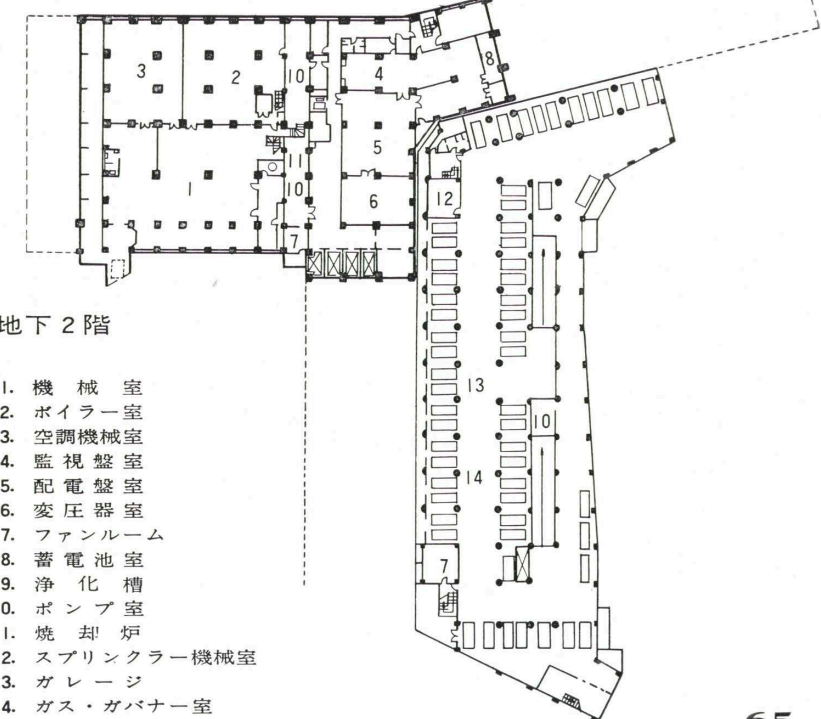 3
2
10
4
8
5
11
1
10
6
12
7
地下2階
13
10
14
7
1. 機械室
2. ボイラー室
3. 空調機械室
4. 監視盤室
5. 配電盤室
6. 変圧器室
7. ファンルーム
8. 蓄電池室
9. 浄化槽
0. ポンプ室
1. 焼却炉
2. スプリンクラー機械室
3. ガレージ
4. ガス・ガバナー室